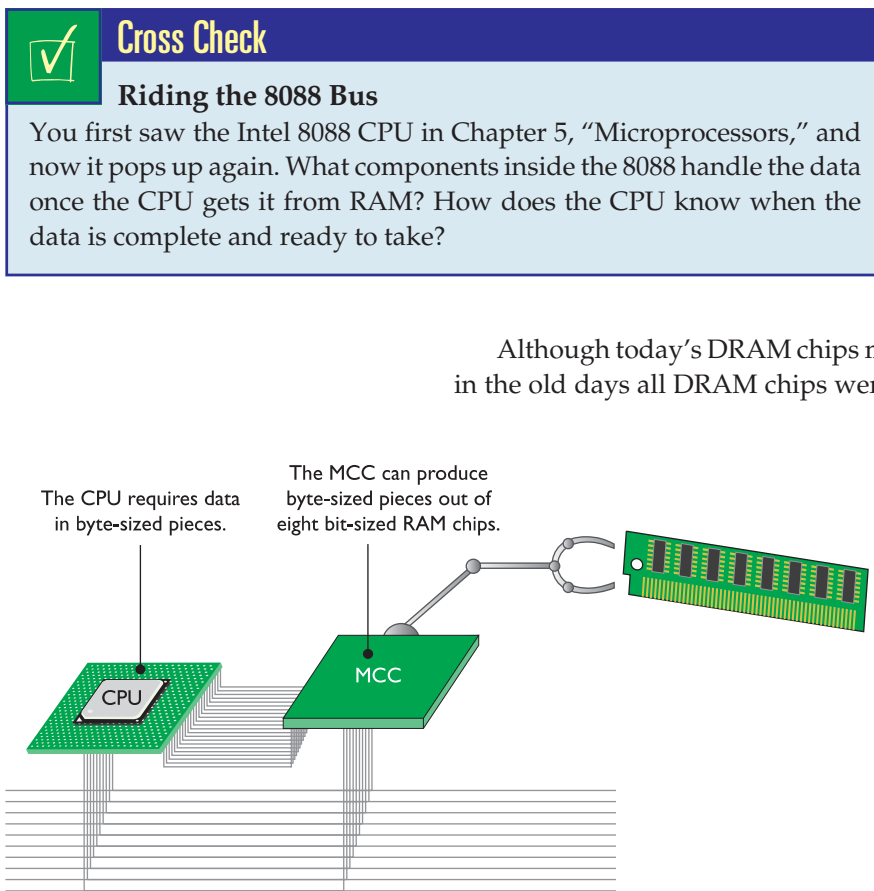 Cross Check
Riding the 8088 Bus
You first saw the Intel 8088 CPU in Chapter 5, “Microprocessors,” and
now it pops up again. What components inside the 8088 handle the data
once the CPU gets it from RAM? How does the CPU know when the
data is complete and ready to take?
Although today’s DRAM chips
in the old days all DRAM chips
The CPU requires data
in byte-sized pieces.
The MCC can produce
byte-sized pieces out of
eight bit-sized RAM chips.
CPU
MCC